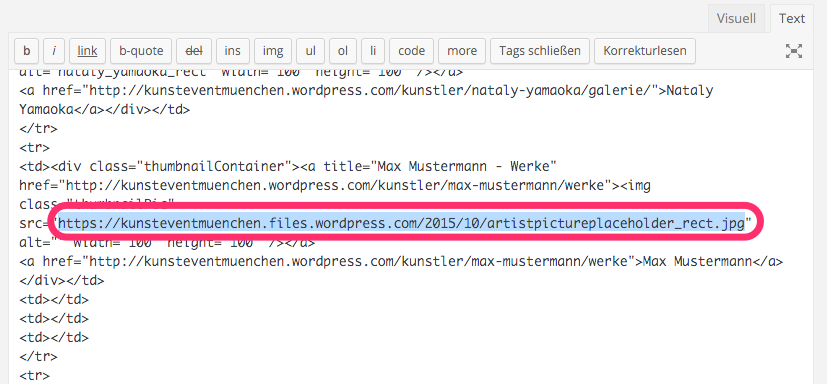 Visuell Text
b i link b-quote del ins img ul ol li code more Tags schließen Korrekturlesen
alt="nataly_yamaoka_rect" width="100" height="100" /></a>
<a href="http://kunsteventmuenchen.wordpress.com/kunstler/nataly-yamaoka/galerie/">Nataly
Yamaoka</a></div></td>
</tr>
<tr>
<td><div class="thumbnailContainer"><a title="Max Mustermann - Werke"
href="http://kunsteventmuenchen.wordpress.com/kunstler/max-mustermann/werke"><img
class="thumbnailPic"
src="https://kunsteventmuenchen.files.wordpress.com/2015/10/artistpictureplaceholder_rect.jpg"
alt="" width="100" height="100" /></a>
<a href="http://kunsteventmuenchen.wordpress.com/kunstler/max-mustermann/werke">Max Mustermann</a>
</div></td>
<td></td>
<td></td>
<td></td>
</tr>
<tr>